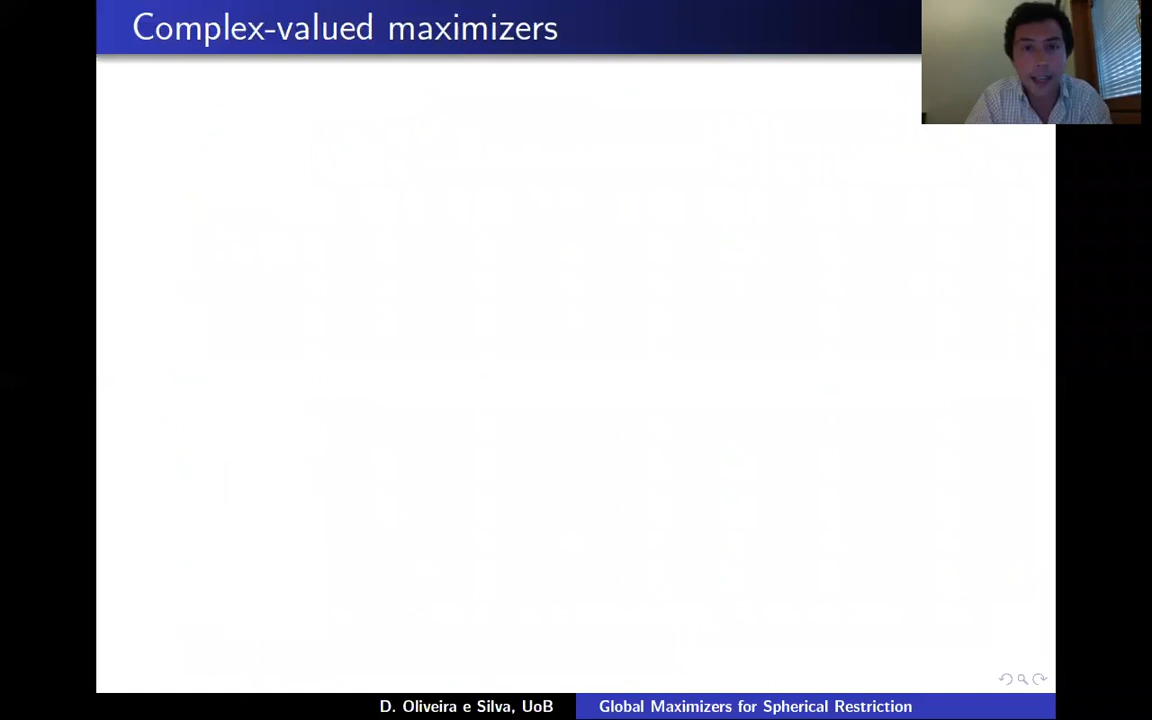 Complex-valued maximizers
D. Oliveira e Silva, UoB
Global Maximizers for Spherical Restriction